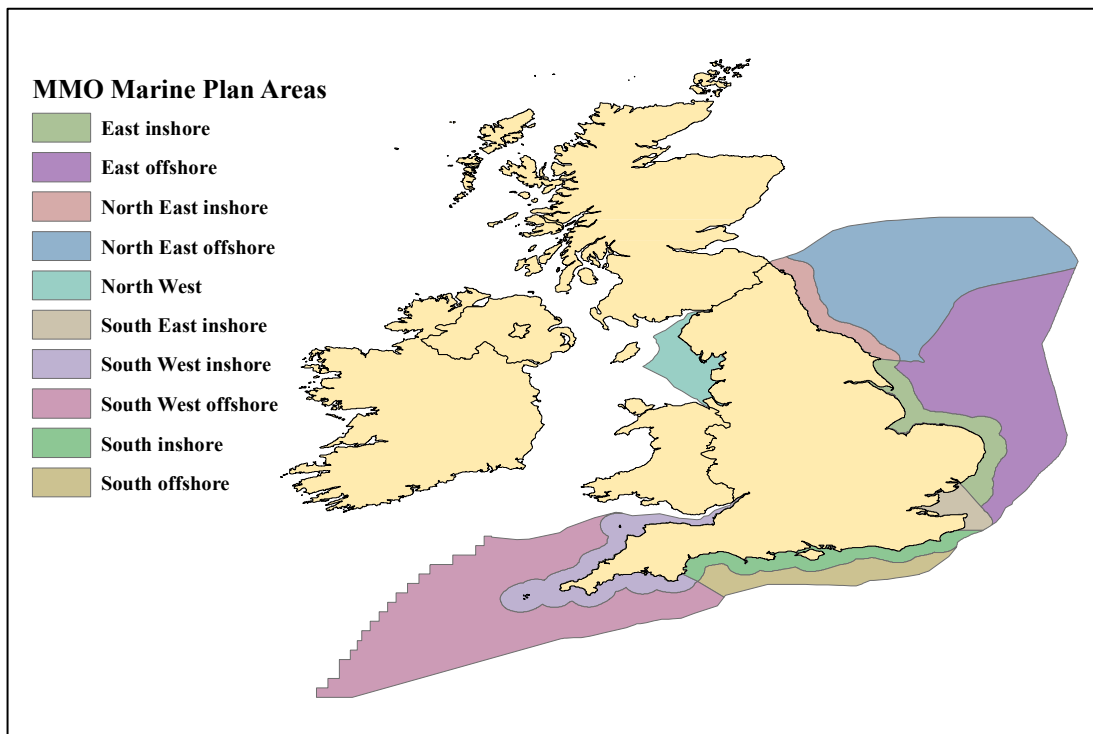 MMO Marine Plan Areas
East inshore
East offshore
North East inshore
North East offshore
North West
South East inshore
South West inshore
South West offshore
South inshore
South offshore